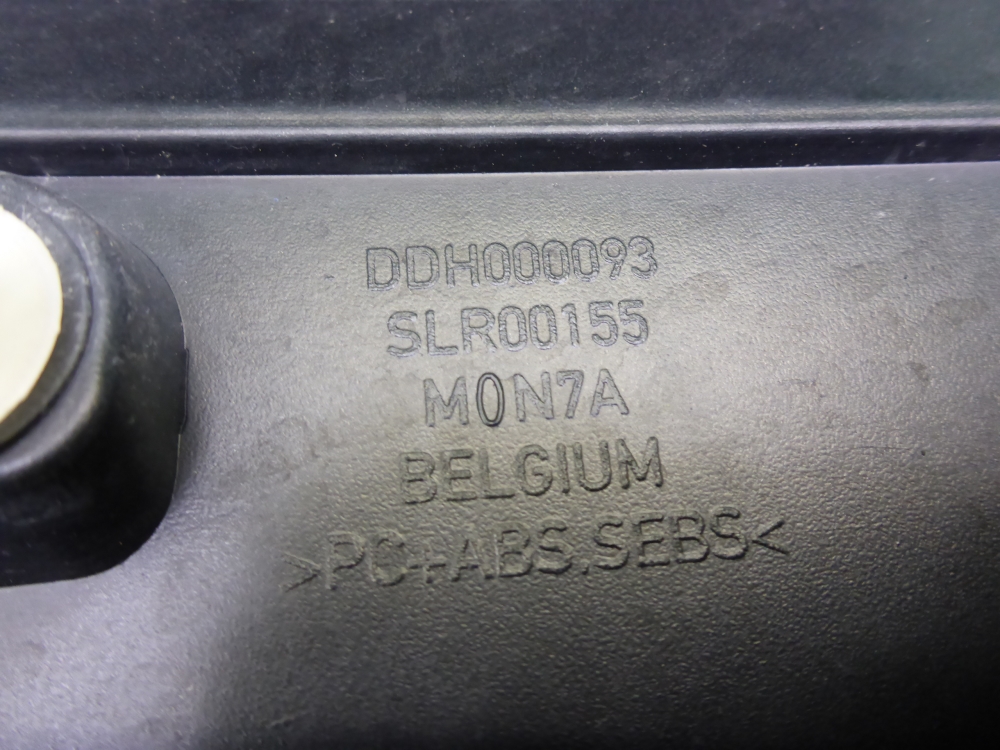 DDH000093
SLR00155
M0N7A
BELGIUM
>PC+ABS.SEBS<